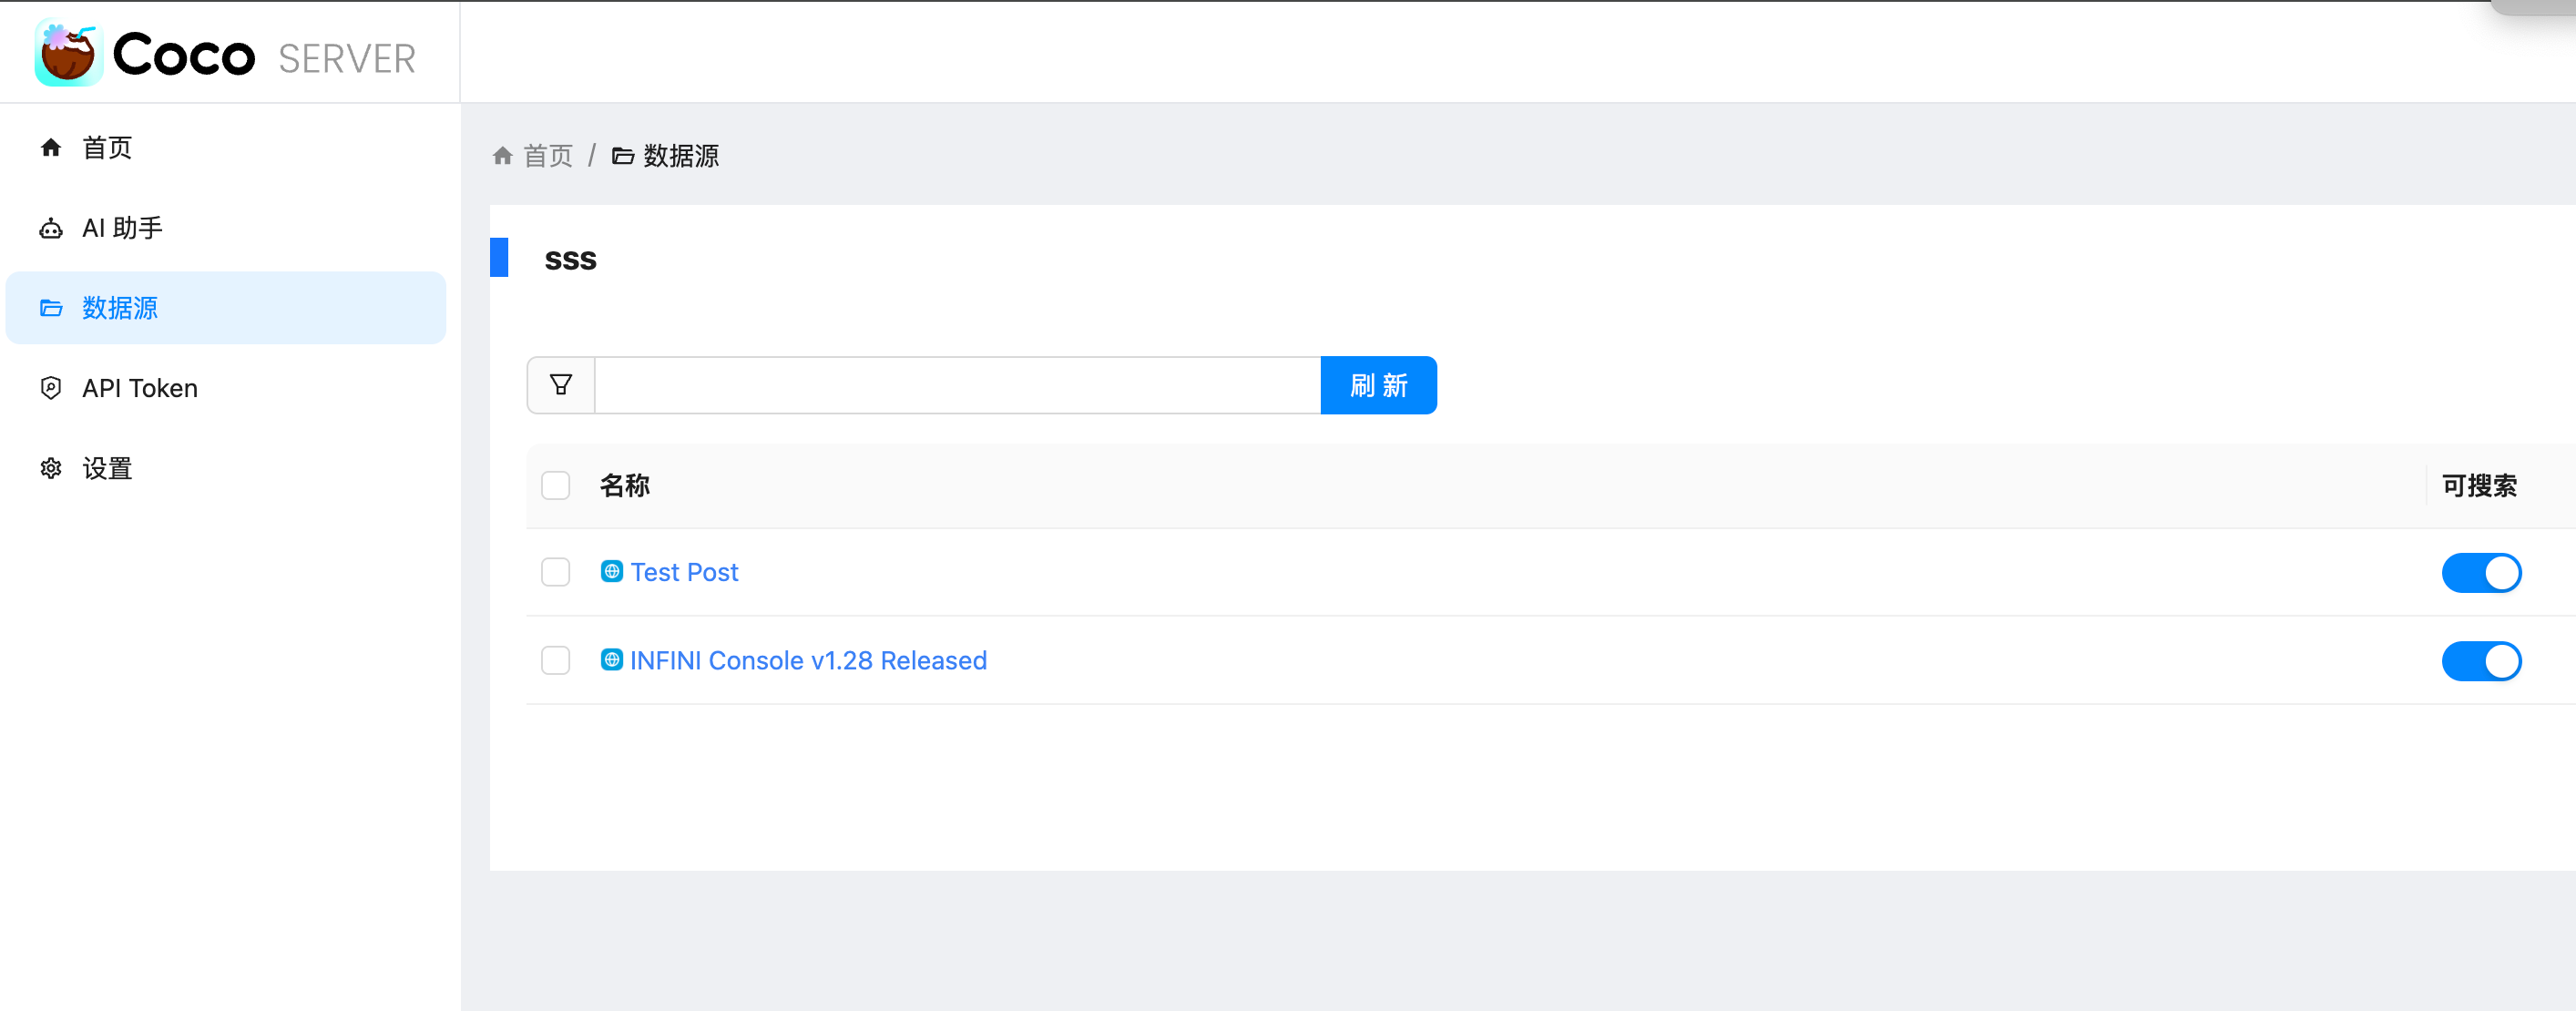 Coco SERVER
首页
AI 助手
数据源
API Token
设置
首页 / 数据源
sss
刷 新
名称 可搜索
Test Post
INFINI Console v1.28 Released